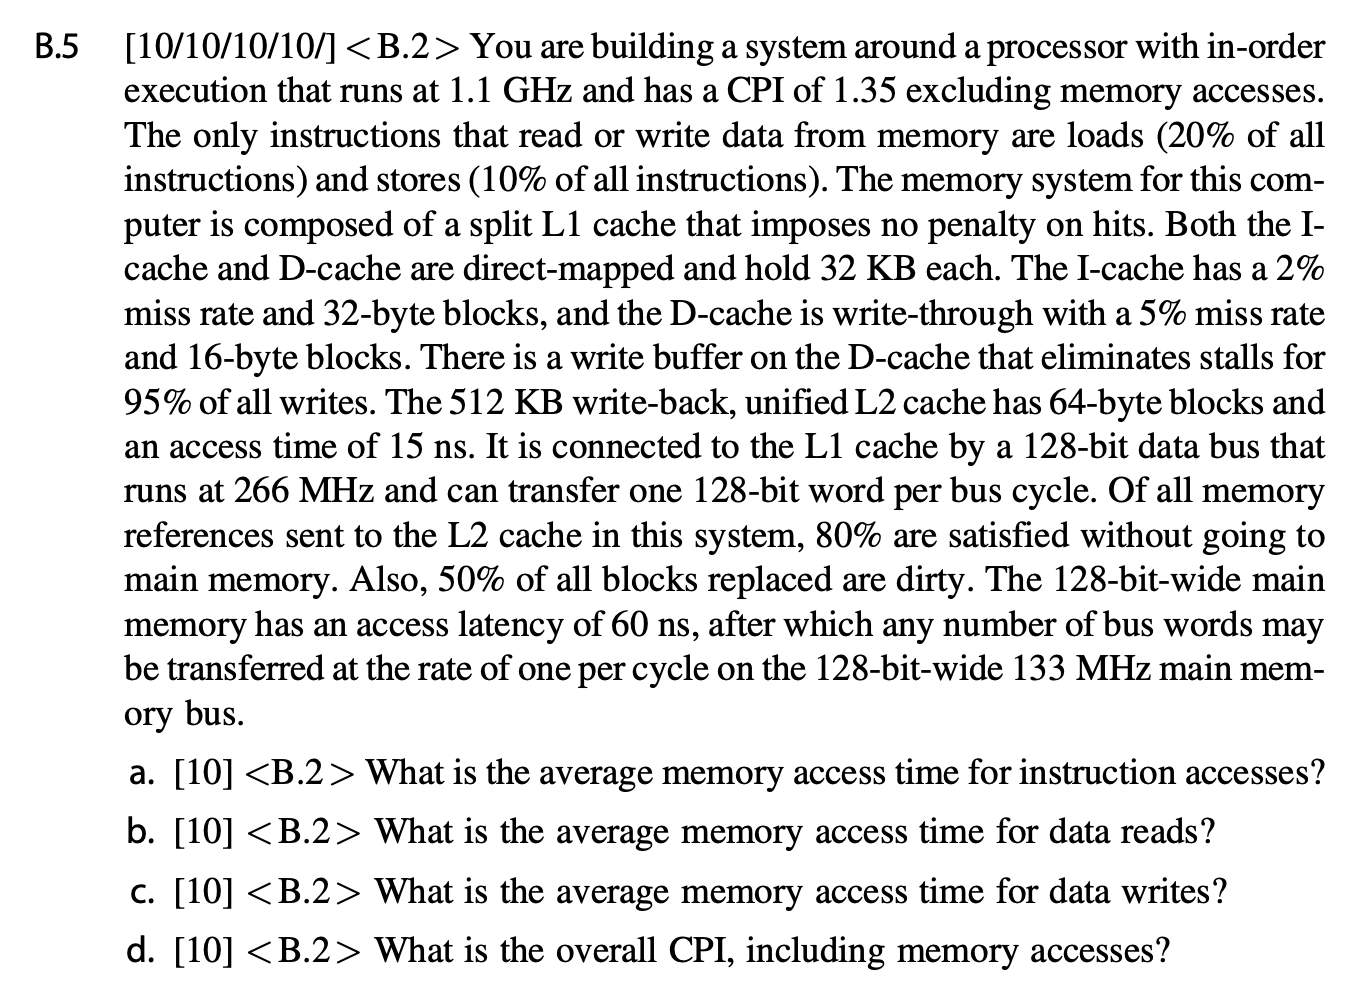 B.5 [10/10/10/10/] <B.2> You are building a system around a processor with in-order
execution that runs at 1.1 GHz and has a CPI of 1.35 excluding memory accesses.
The only instructions that read or write data from memory are loads (20% of all
instructions) and stores (10% of all instructions). The memory system for this com-
puter is composed of a split L1 cache that imposes no penalty on hits. Both the I-
cache and D-cache are direct-mapped and hold 32 KB each. The I-cache has a 2%
miss rate and 32-byte blocks, and the D-cache is write-through with a 5% miss rate
and 16-byte blocks. There is a write buffer on the D-cache that eliminates stalls for
95% of all writes. The 512 KB write-back, unified L2 cache has 64-byte blocks and
an access time of 15 ns. It is connected to the L1 cache by a 128-bit data bus that
runs at 266 MHz and can transfer one 128-bit word per bus cycle. Of all memory
references sent to the L2 cache in this system, 80% are satisfied without going to
main memory. Also, 50% of all blocks replaced are dirty. The 128-bit-wide main
memory has an access latency of 60 ns, after which any number of bus words may
be transferred at the rate of one per cycle on the 128-bit-wide 133 MHz main mem-
ory bus.
a. [10] <B.2> What is the average memory access time for instruction accesses?
b. [10] <B.2> What is the average memory access time for data reads?
c. [10] <B.2> What is the average memory access time for data writes?
d. [10] <B.2> What is the overall CPI, including memory accesses?